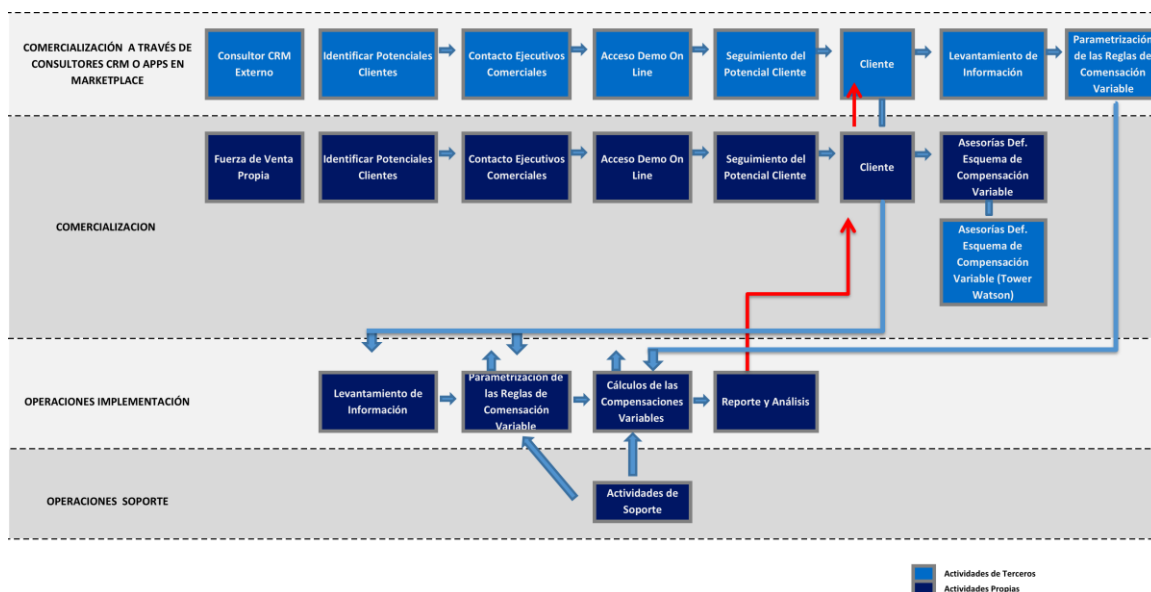 COMERCIALIZACIÓN A TRAVÉS DE
CONSULTORES CRM O APPS EN
MARKETPLACE
Consultor CRM
Externo
Identificar Potenciales
Clientes
Contacto Ejecutivos
Comerciales
Acceso Demo On
Line
Seguimiento del
Potencial Cliente
Cliente
Levantamiento de
Información
Parametrización
de las Reglas de
Comensación
Variable
COMERCIALIZACION
Fuerza de Venta
Propia
Identificar Potenciales
Clientes
Contacto Ejecutivos
Comerciales
Acceso Demo On
Line
Seguimiento del
Potencial Cliente
Cliente
Asesorías Def.
Esquema de
Compensación
Variable
Asesorías Def.
Esquema de
Compensación
Variable (Tower
Watson)
OPERACIONES IMPLEMENTACIÓN
Levantamiento de
Información
Parametrización de
las Reglas de
Comensación
Variable
Cálculos de las
Compensaciones
Variables
Reporte y Análisis
OPERACIONES SOPORTE
Actividades de
Soporte
Actividades de Terceros
Actividades Propias